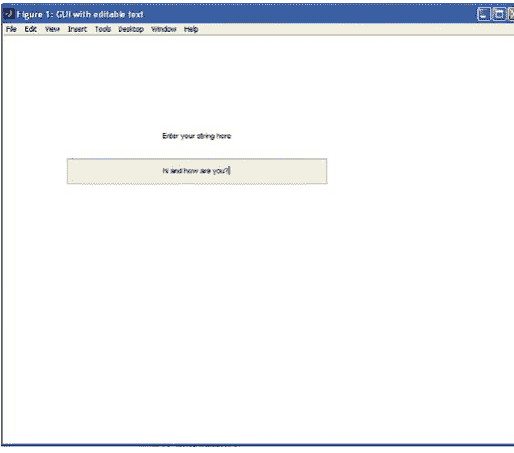 Figure 1: GUI with editable text
File Edit View Insert Tools Desktop Window Help
Enter your string here
hi and how are you?